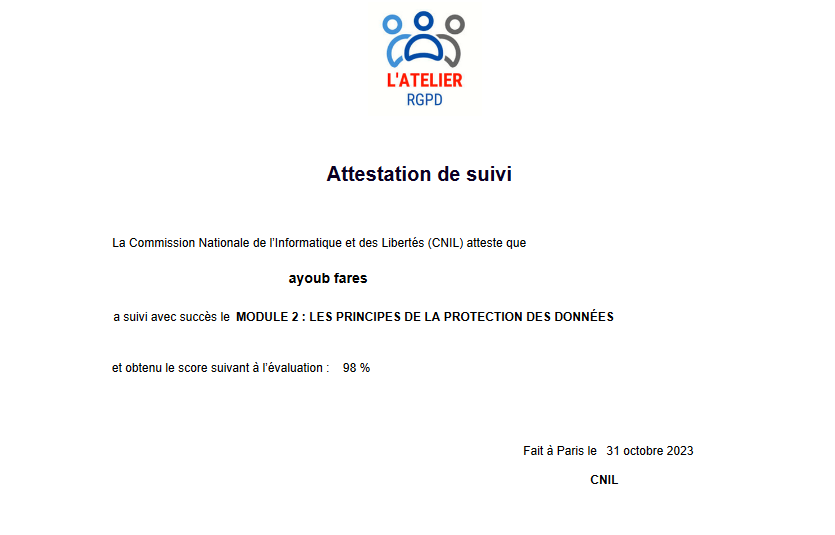 L'ATELIER
RGPD
Attestation de suivi
La Commission Nationale de l'Informatique et des Libertés (CNIL) atteste que
ayoub fares
a suivi avec succès le MODULE 2 : LES PRINCIPES DE LA PROTECTION DES DONNÉES
et obtenu le score suivant à l'évaluation : 98 %
Fait à Paris le 31 octobre 2023
CNIL